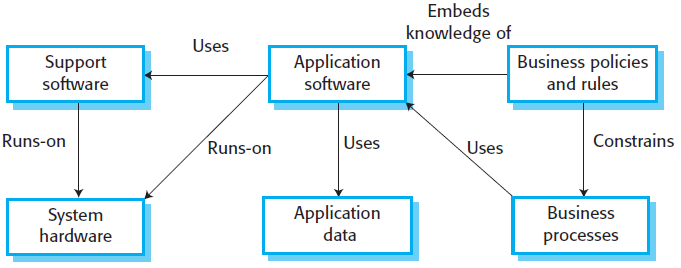 Embeds
knowledge of
Uses
Support
software
Application
software
Business policies
and rules
Runs-on
Runs-on
Uses
Uses
Constrains
System
hardware
Application
data
Business
processes